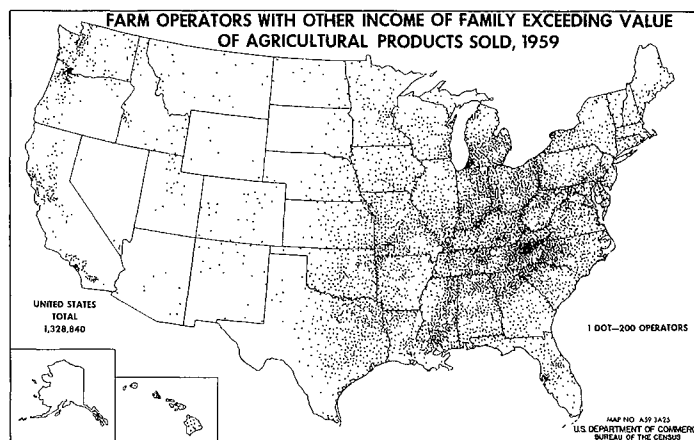 FARM OPERATORS WITH OTHER INCOME OF FAMILY EXCEEDING VALUE
OF AGRICULTURAL PRODUCTS SOLD, 1959
UNITED STATES
TOTAL
1,328,840
1 DOT—200 OPERATORS
MAP NO. A59 3A25
U.S. DEPARTMENT OF COMMERCE
BUREAU OF THE CENSUS